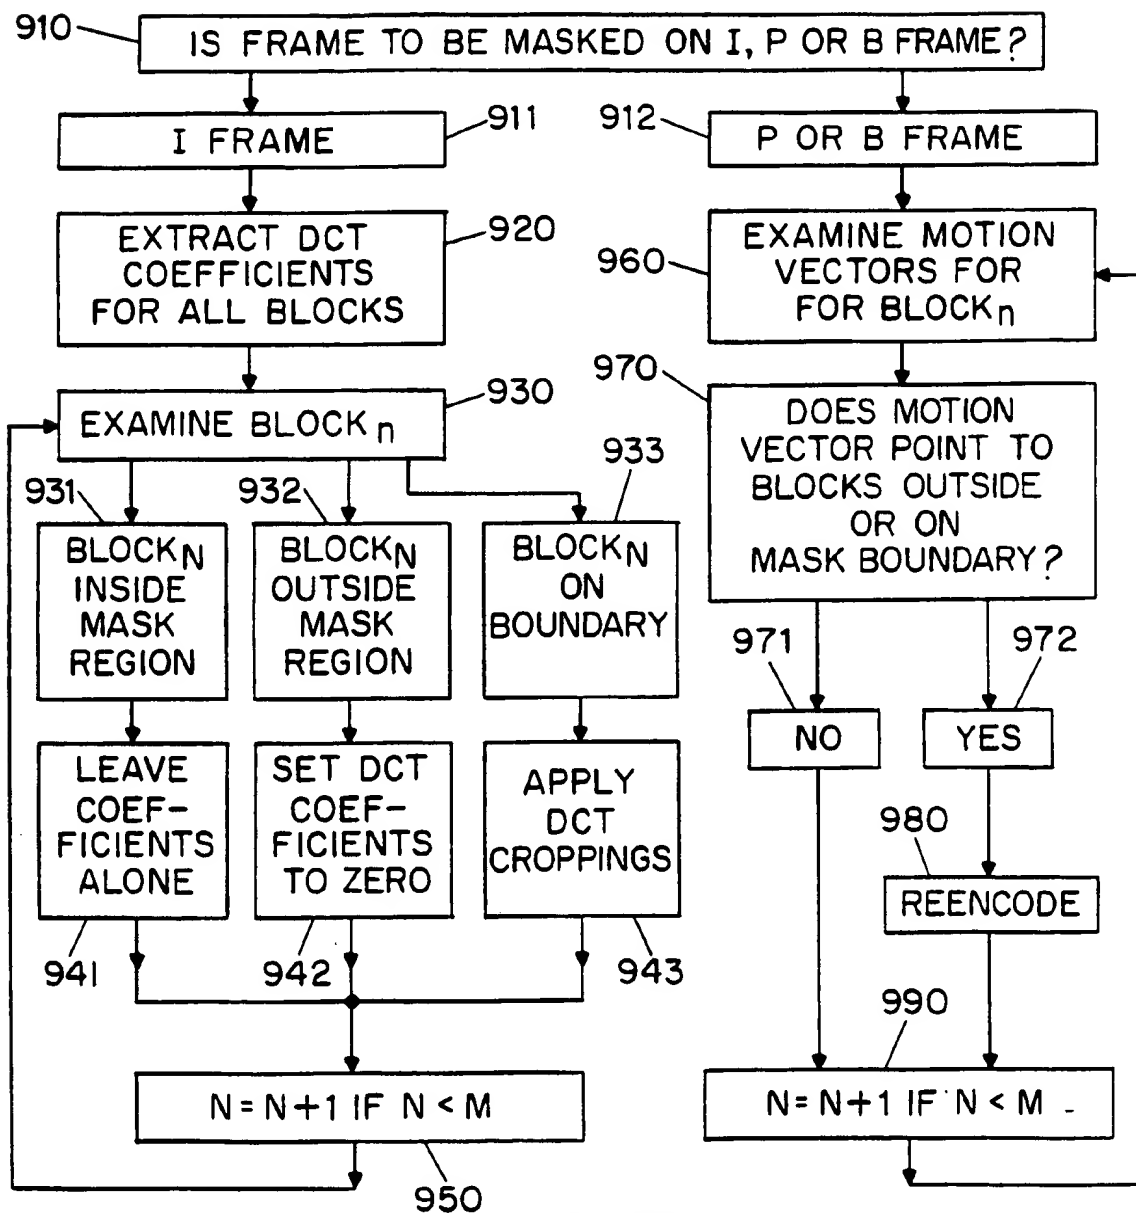 910
IS FRAME TO BE MASKED ON I, P OR B FRAME?
I FRAME
911
912
P OR B FRAME
EXTRACT DCT
COEFFICIENTS
FOR ALL BLOCKS
920
960
EXAMINE MOTION
VECTORS FOR
FOR BLOCKn
EXAMINE BLOCKn
930
970
DOES MOTION
VECTOR POINT TO
BLOCKS OUTSIDE
OR ON
MASK BOUNDARY?
931
BLOCKN
INSIDE
MASK
REGION
932
BLOCKN
OUTSIDE
MASK
REGION
933
BLOCKN
ON
BOUNDARY
971
NO
972
YES
LEAVE
COEF-
FICIENTS
ALONE
941
SET DCT
COEF-
FICIENTS
TO ZERO
942
APPLY
DCT
CROPPINGS
943
980
REENCODE
N=N+1 IF N<M
950
990
N=N+1 IF N<M